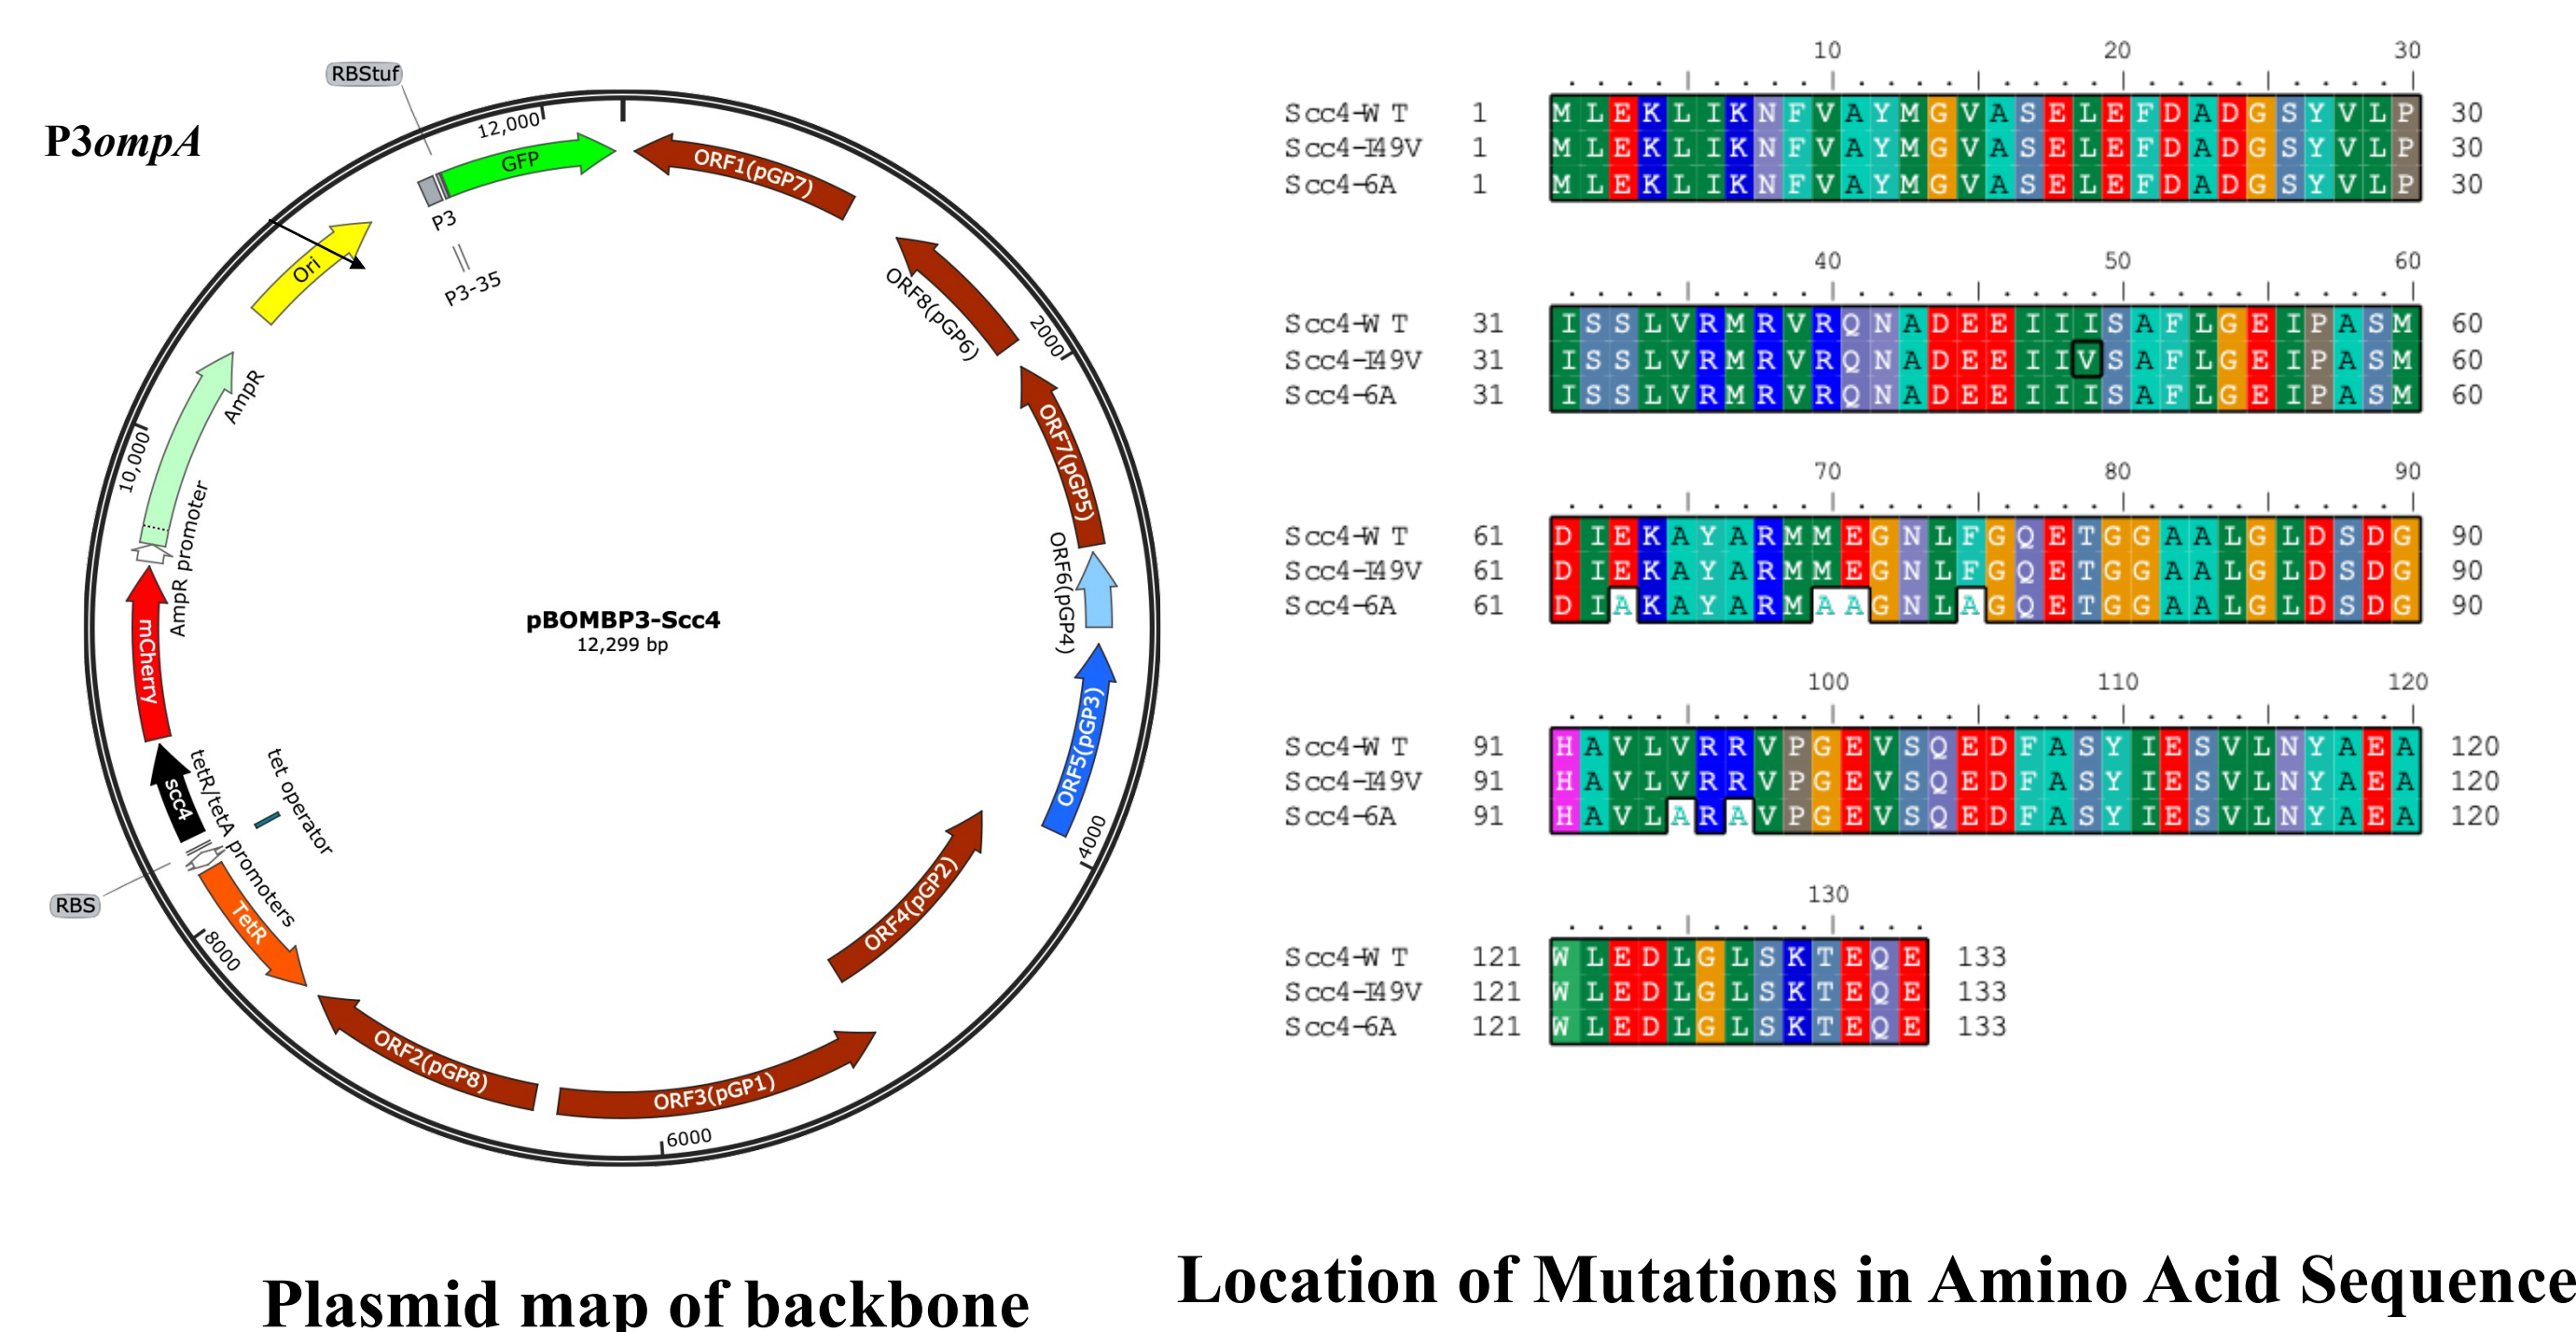 RBStuf
P3ompA
12,000
GFP
ORF1(pGP7)
P3
P3-35
Ori
ORF8(pGP6)
2000
AmpR
ORF7(pGP5)
10,000
AmpR promoter
ORF6(pGP4)
pBOMBP3-Scc4
12,299 bp
mCherry
ORF5(pGP3)
scc4
tetR/tetA promoters
tet operator
4000
RBS
TetR
ORF4(pGP2)
8000
ORF2(pGP8)
ORF3(pGP1)
6000
Plasmid map of backbone
10 20 30
Scc4-WT 1 MLEKLIKNFVAYMGVASELEFDADGSYVLP 30
Scc4-I49V 1 MLEKLIKNFVAYMGVASELEFDADGSYVLP 30
Scc4-6A 1 MLEKLIKNFVAYMGVASELEFDADGSYVLP 30
40 50 60
Scc4-WT 31 ISSLVRMRVRQNADEEIIISAFLGEIPASM 60
Scc4-I49V 31 ISSLVRMRVRQNADEEIIVSAFLGEIPASM 60
Scc4-6A 31 ISSLVRMRVRQNADEEIIISAFLGEIPASM 60
70 80 90
Scc4-WT 61 DIEKAYARMMEGNLFGQETGGAALGLDSDG 90
Scc4-I49V 61 DIEKAYARMMEGNLFGQETGGAALGLDSDG 90
Scc4-6A 61 DIAKAYARMAAGNLAGQETGGAALGLDSDG 90
100 110 120
Scc4-WT 91 HAVLVRRVPGEVSQEDFASYIESVLNYAEA 120
Scc4-I49V 91 HAVLVRRVPGEVSQEDFASYIESVLNYAEA 120
Scc4-6A 91 HAVLARAVPGEVSQEDFASYIESVLNYAEA 120
130
Scc4-WT 121 WLEDLGLSKTEQE 133
Scc4-I49V 121 WLEDLGLSKTEQE 133
Scc4-6A 121 WLEDLGLSKTEQE 133
Location of Mutations in Amino Acid Sequence